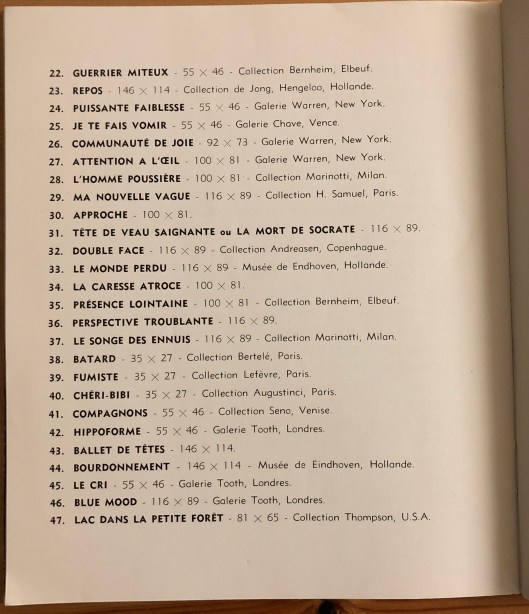 22. GUERRIER MITEUX - 55 × 46 - Collection Bernheim, Elbeuf.
23. REPOS - 146 × 114 - Collection de Jong, Hengeloo, Hollande.
24. PUISSANTE FAIBLESSE - 55 × 46 - Galerie Warren, New York.
25. JE TE FAIS VOMIR - 55 × 46 - Galerie Chave, Vence.
26. COMMUNAUTÉ DE JOIE - 92 × 73 - Galerie Warren, New York.
27. ATTENTION A L'ŒIL - 100 × 81 - Galerie Warren, New York.
28. L'HOMME POUSSIÈRE - 100 × 81 - Collection Marinotti, Milan.
29. MA NOUVELLE VAGUE - 116 × 89 - Collection H. Samuel, Paris.
30. APPROCHE - 100 × 81.
31. TÊTE DE VEAU SAIGNANTE ou LA MORT DE SOCRATE - 116 × 89.
32. DOUBLE FACE - 116 × 89 - Collection Andreasen, Copenhague.
33. LE MONDE PERDU - 116 × 89 - Musée de Endhoven, Hollande.
34. LA CARESSE ATROCE - 100 × 81.
35. PRÉSENCE LOINTAINE - 100 × 81 - Collection Bernheim, Elbeuf.
36. PERSPECTIVE TROUBLANTE - 116 × 89.
37. LE SONGE DES ENNUIS - 116 × 89 - Collection Marinotti, Milan.
38. BATARD - 35 × 27 - Collection Bertelé, Paris.
39. FUMISTE - 35 × 27 - Collection Lefèvre, Paris.
40. CHÉRI-BIBI - 35 × 27 - Collection Augustinci, Paris.
41. COMPAGNONS - 55 × 46 - Collection Seno, Venise.
42. HIPPOFORME - 55 × 46 - Galerie Tooth, Londres.
43. BALLET DE TÊTES - 146 × 114.
44. BOURDONNEMENT - 146 × 114 - Musée de Eindhoven, Hollande.
45. LE CRI - 55 × 46 - Galerie Tooth, Londres.
46. BLUE MOOD - 116 × 89 - Galerie Tooth, Londres.
47. LAC DANS LA PETITE FORÊT - 81 × 65 - Collection Thompson, U.S.A.